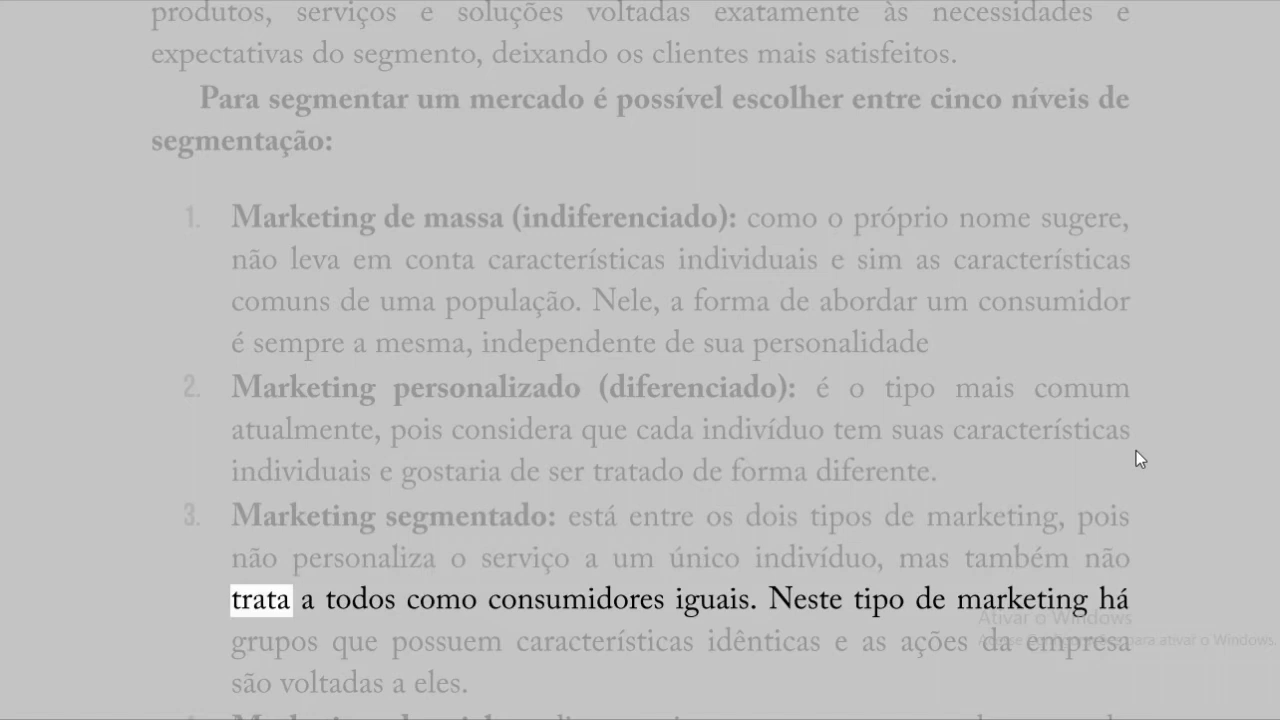 produtos, serviços e soluções voltadas exatamente às necessidades e
expectativas do segmento, deixando os clientes mais satisfeitos.
Para segmentar um mercado é possível escolher entre cinco níveis de
segmentação:
1. Marketing de massa (indiferenciado): como o próprio nome sugere,
não leva em conta características individuais e sim as características
comuns de uma população. Nele, a forma de abordar um consumidor
é sempre a mesma, independente de sua personalidade
2. Marketing personalizado (diferenciado): é o tipo mais comum
atualmente, pois considera que cada indivíduo tem suas características
individuais e gostaria de ser tratado de forma diferente.
3. Marketing segmentado: está entre os dois tipos de marketing, pois
não personaliza o serviço a um único indivíduo, mas também não
trata a todos como consumidores iguais. Neste tipo de marketing há
Ativar o Windows
grupos que possuem características idênticas e as ações da empresa
para ativar o Windows.
são voltadas a eles.